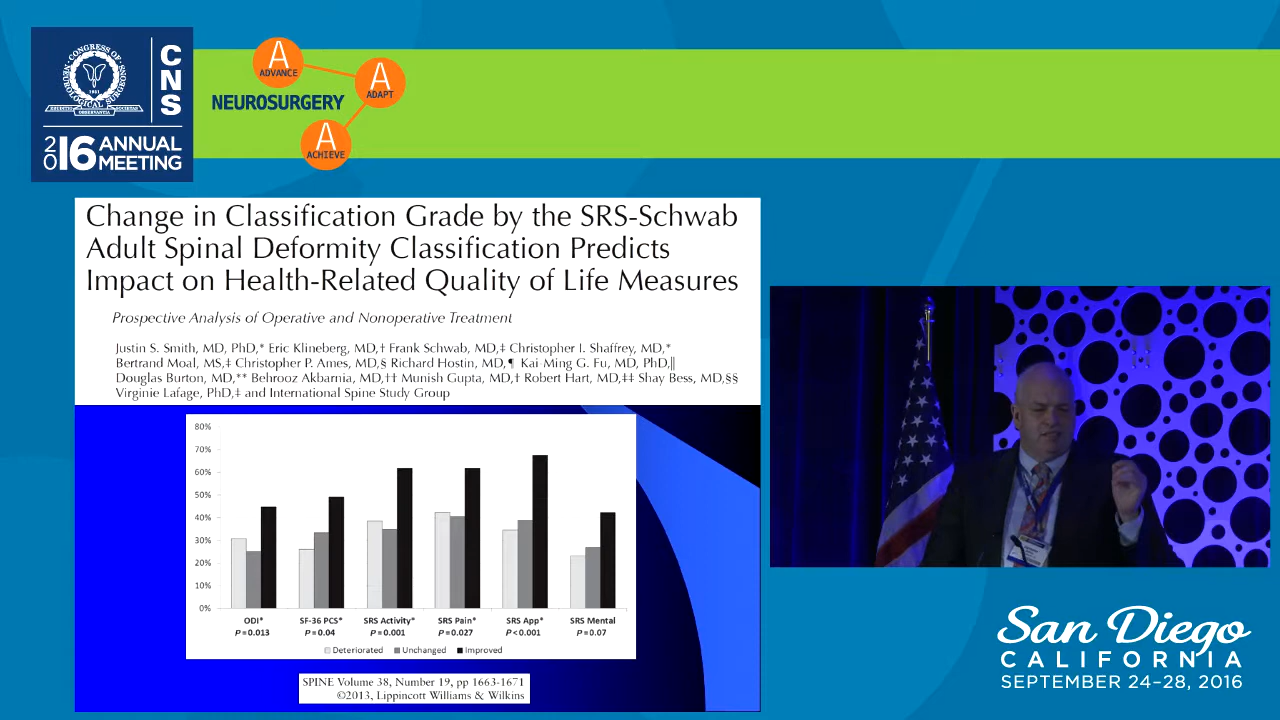 CONGRESS OF NEUROLOGICAL SURGEONS
1951
CNS
2016 ANNUAL MEETING
A
ADVANCE
A
ADAPT
NEUROSURGERY
A
ACHIEVE
Change in Classification Grade by the SRS-Schwab
Adult Spinal Deformity Classification Predicts
Impact on Health-Related Quality of Life Measures
Prospective Analysis of Operative and Nonoperative Treatment
Justin S. Smith, MD, PhD,* Eric Klineberg, MD,† Frank Schwab, MD,‡ Christopher I. Shaffrey, MD,*
Bertrand Moal, MS,‡ Christopher P. Ames, MD,§ Richard Hostin, MD,¶ Kai-Ming G. Fu, MD, PhD,‖
Douglas Burton, MD,** Behrooz Akbarnia, MD,†† Munish Gupta, MD,† Robert Hart, MD,‡‡ Shay Bess, MD,§§
Virginie Lafage, PhD,‡ and International Spine Study Group
80%
70%
60%
50%
40%
30%
20%
10%
0%
ODI* SF-36 PCS* SRS Activity* SRS Pain* SRS App* SRS Mental
P=0.013 P=0.04 P=0.001 P=0.027 P<0.001 P=0.07
Deteriorated Unchanged Improved
SPINE Volume 38, Number 19, pp 1663-1671
©2013, Lippincott Williams & Wilkins
San Diego
CALIFORNIA
SEPTEMBER 24–28, 2016